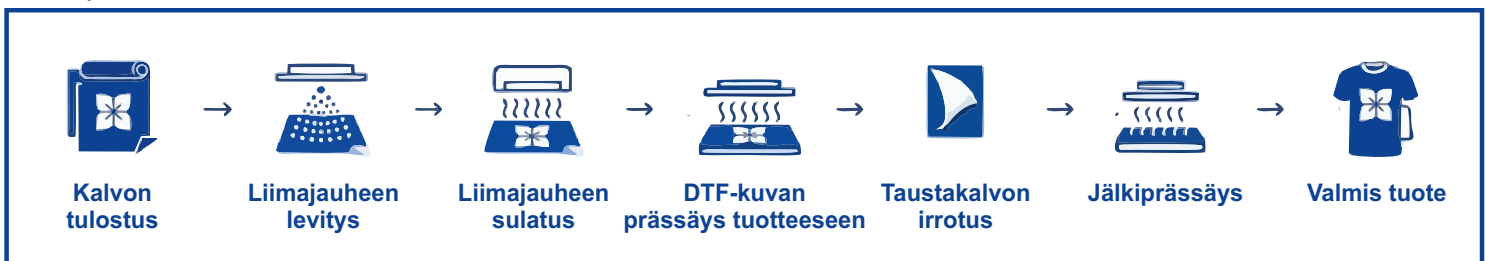 Kalvon
tulostus
Liimajauheen
levitys
Liimajauheen
sulatus
DTF-kuvan
prässäys tuotteeseen
Taustakalvon
irrotus
Jälkiprässäys
Valmis tuote